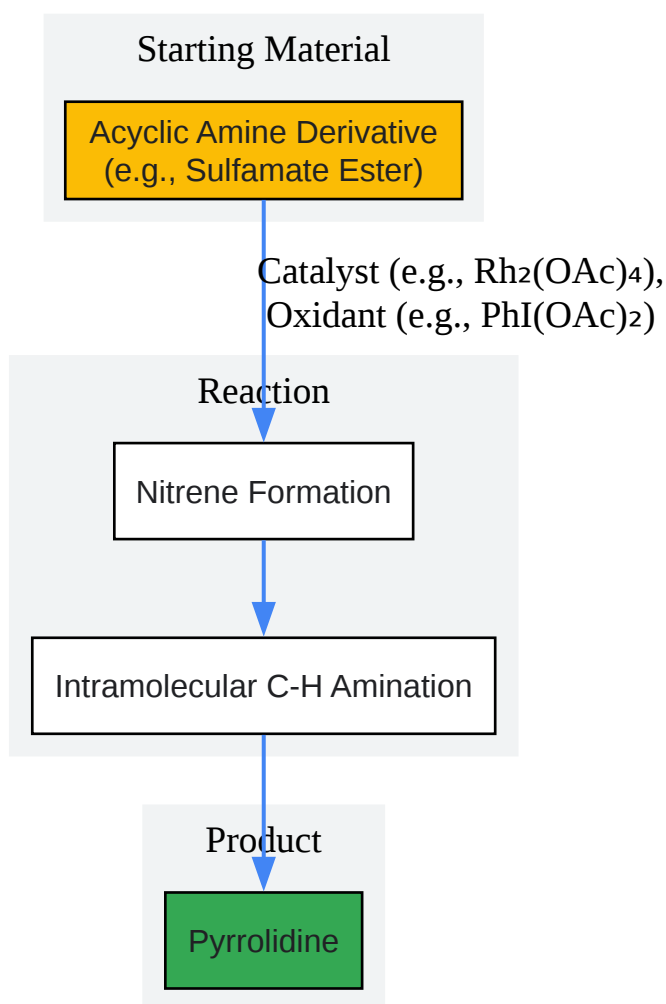 Starting Material
Acyclic Amine Derivative
(e.g., Sulfamate Ester)
Catalyst (e.g., Rh₂(OAc)₄),
Oxidant (e.g., PhI(OAc)₂)
Reaction
Nitrene Formation
Intramolecular C-H Amination
Product
Pyrrolidine